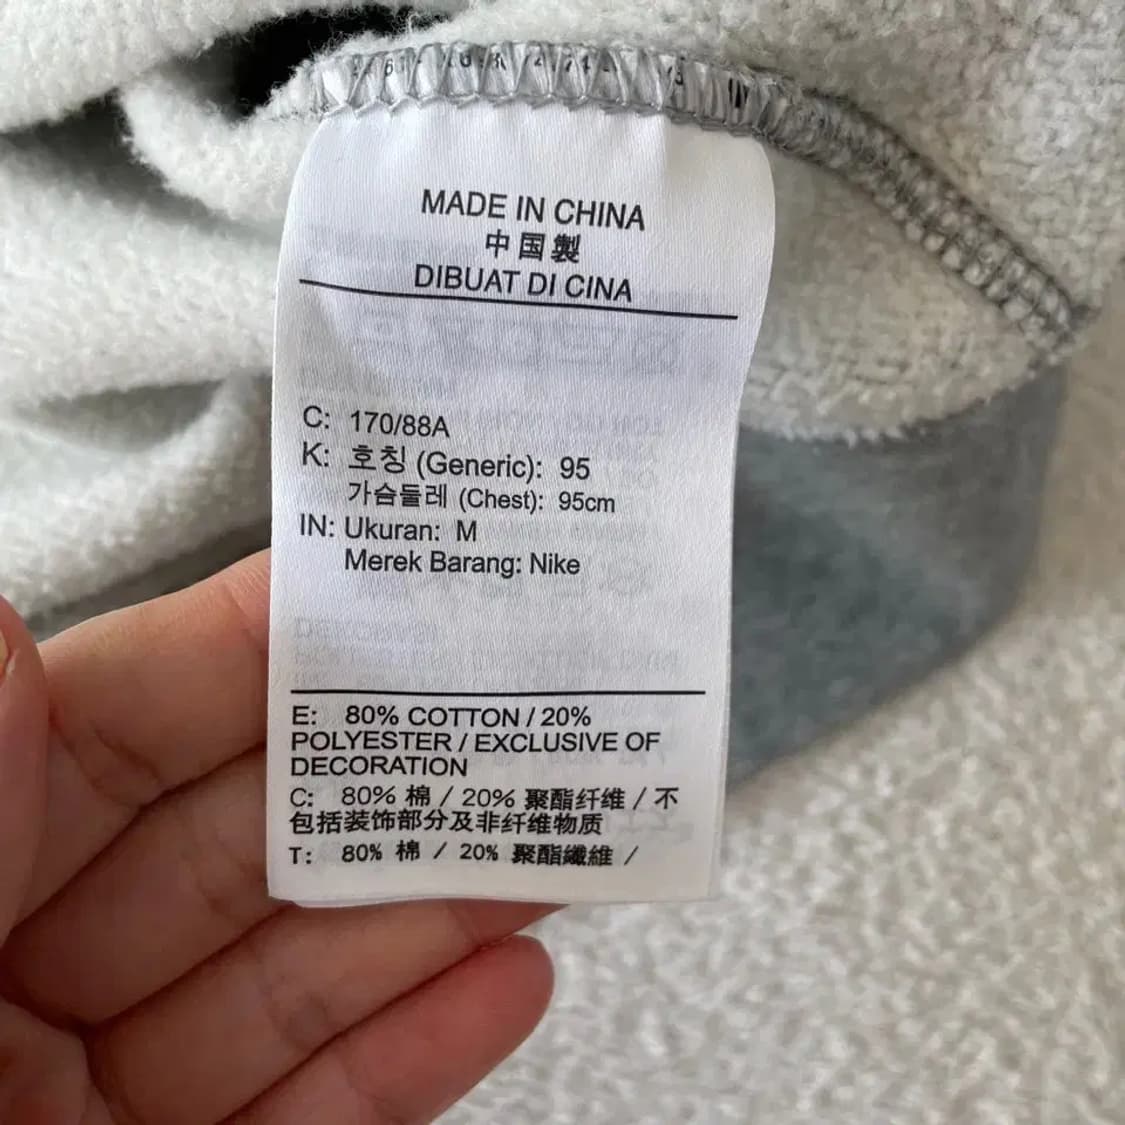 MADE IN CHINA
中国製
DIBUAT DI CINA
C: 170/88A
K: 호칭 (Generic): 95
가슴둘레 (Chest): 95cm
IN: Ukuran: M
Merek Barang: Nike
E: 80% COTTON / 20%
POLYESTER / EXCLUSIVE OF
DECORATION
C: 80% 棉 / 20% 聚酯纤维 / 不
包括装饰部分及非纤维物质
T: 80% 棉 / 20% 聚酯纖維 /